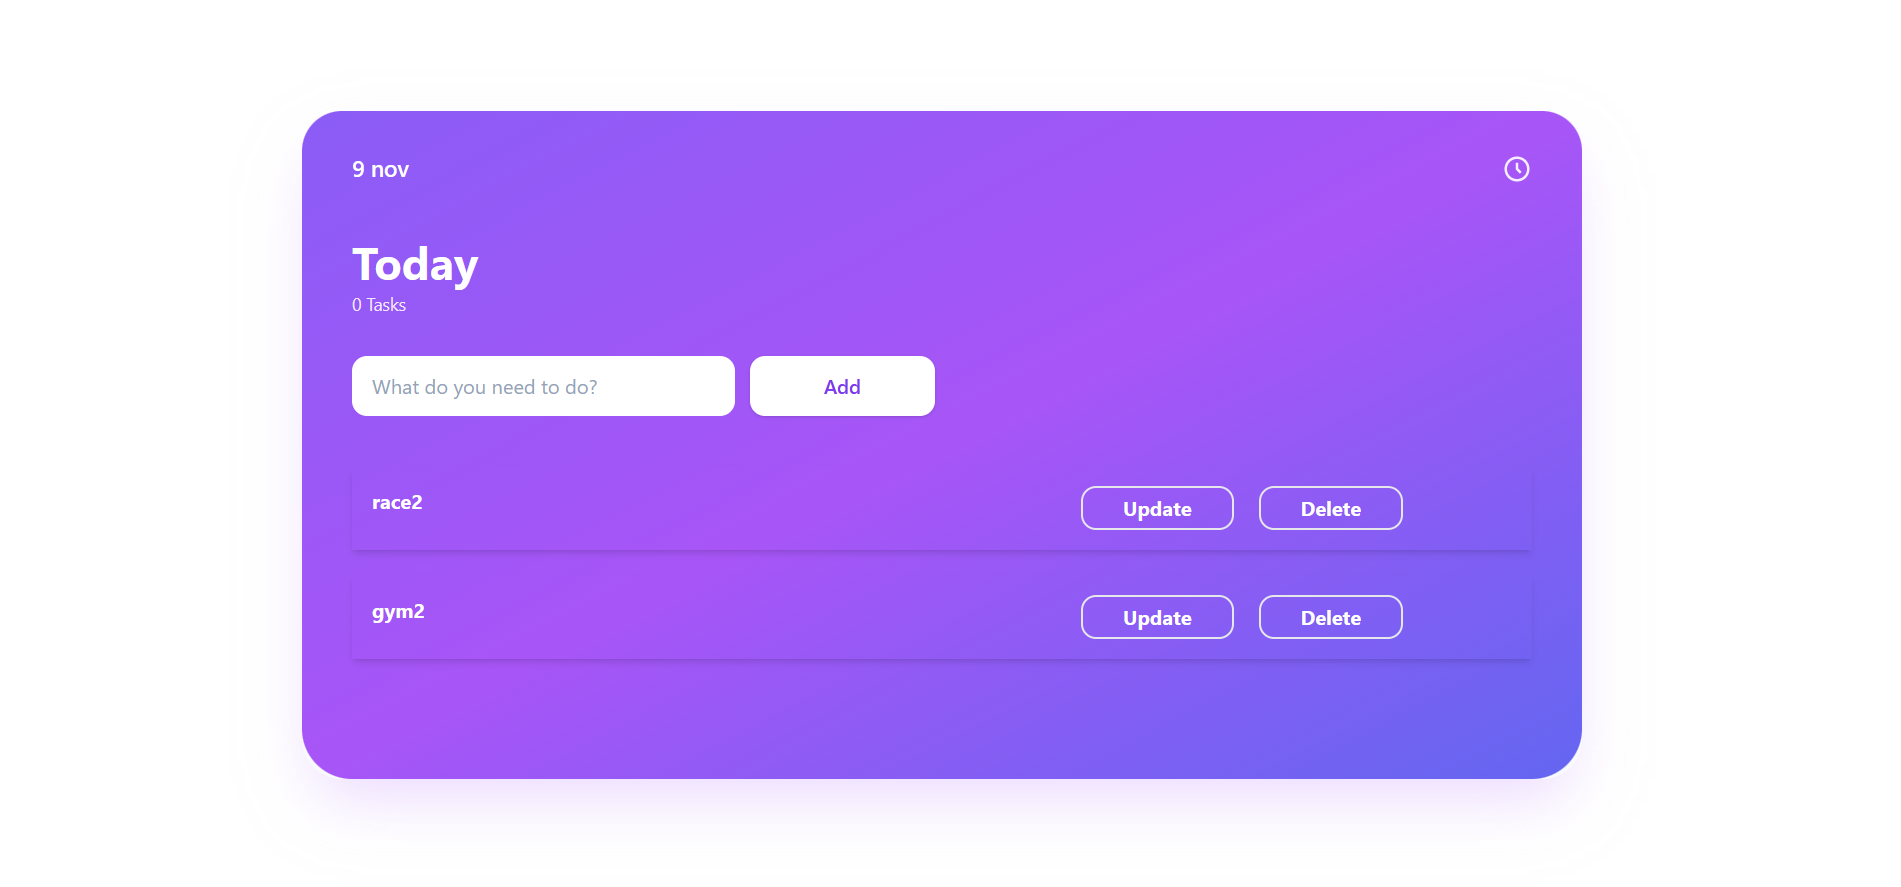 9 nov
Today
0 Tasks
What do you need to do?
Add
race2
Update
Delete
gym2
Update
Delete